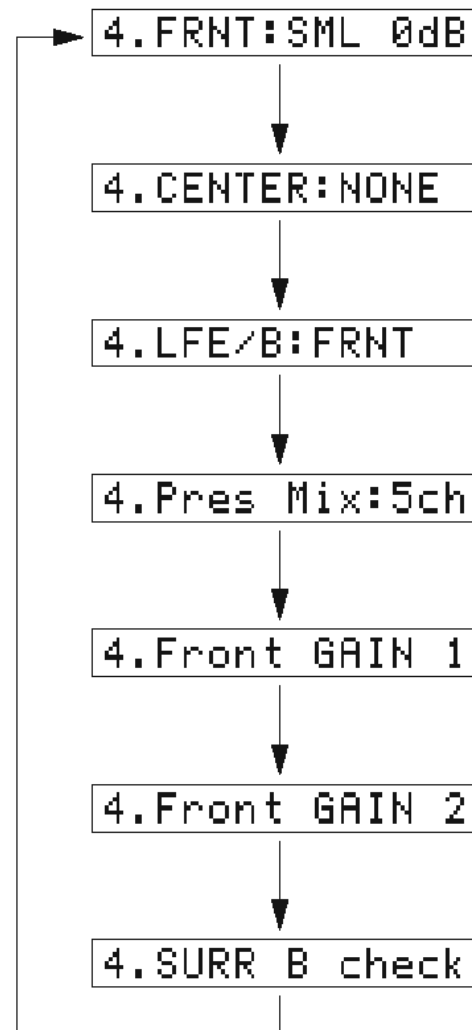 4.FRNT:SML 0dB
4.CENTER:NONE
4.LFE/B:FRNT
4.Pres Mix:5ch
4.Front GAIN 1
4.Front GAIN 2
4.SURR B check